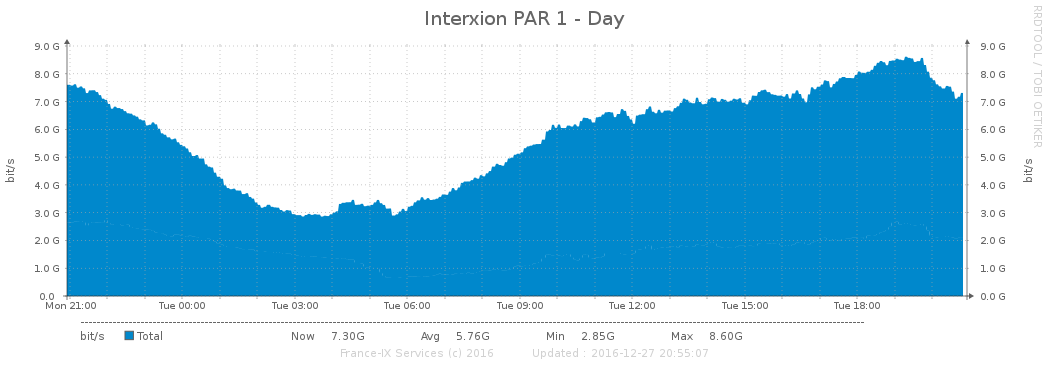 Interxion PAR 1 - Day
RRDTOOL / TOBI OETIKER
bit/s
9.0 G 9.0 G
8.0 G 8.0 G
7.0 G 7.0 G
6.0 G 6.0 G
5.0 G 5.0 G
4.0 G 4.0 G
3.0 G 3.0 G
2.0 G 2.0 G
1.0 G 1.0 G
0.0 0.0 G
bit/s
Mon 21:00 Tue 00:00 Tue 03:00 Tue 06:00 Tue 09:00 Tue 12:00 Tue 15:00 Tue 18:00
bit/s Total Now 7.30G Avg 5.76G Min 2.85G Max 8.60G
France-IX Services (c) 2016 Updated : 2016-12-27 20:55:07